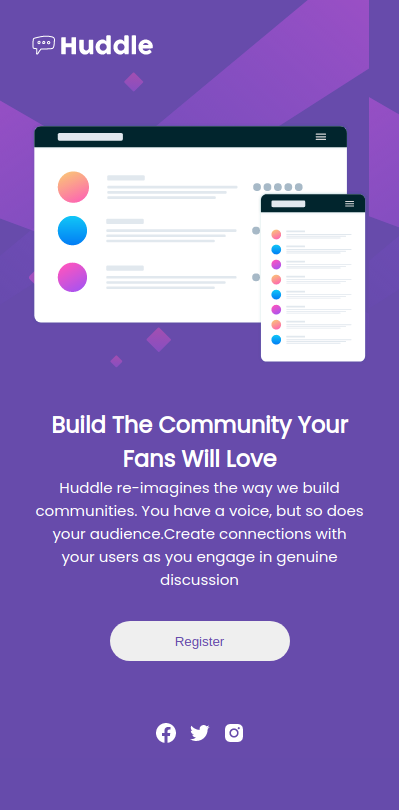 Huddle
Build The Community Your
Fans Will Love
Huddle re-imagines the way we build
communities. You have a voice, but so does
your audience.Create connections with
your users as you engage in genuine
discussion
Register